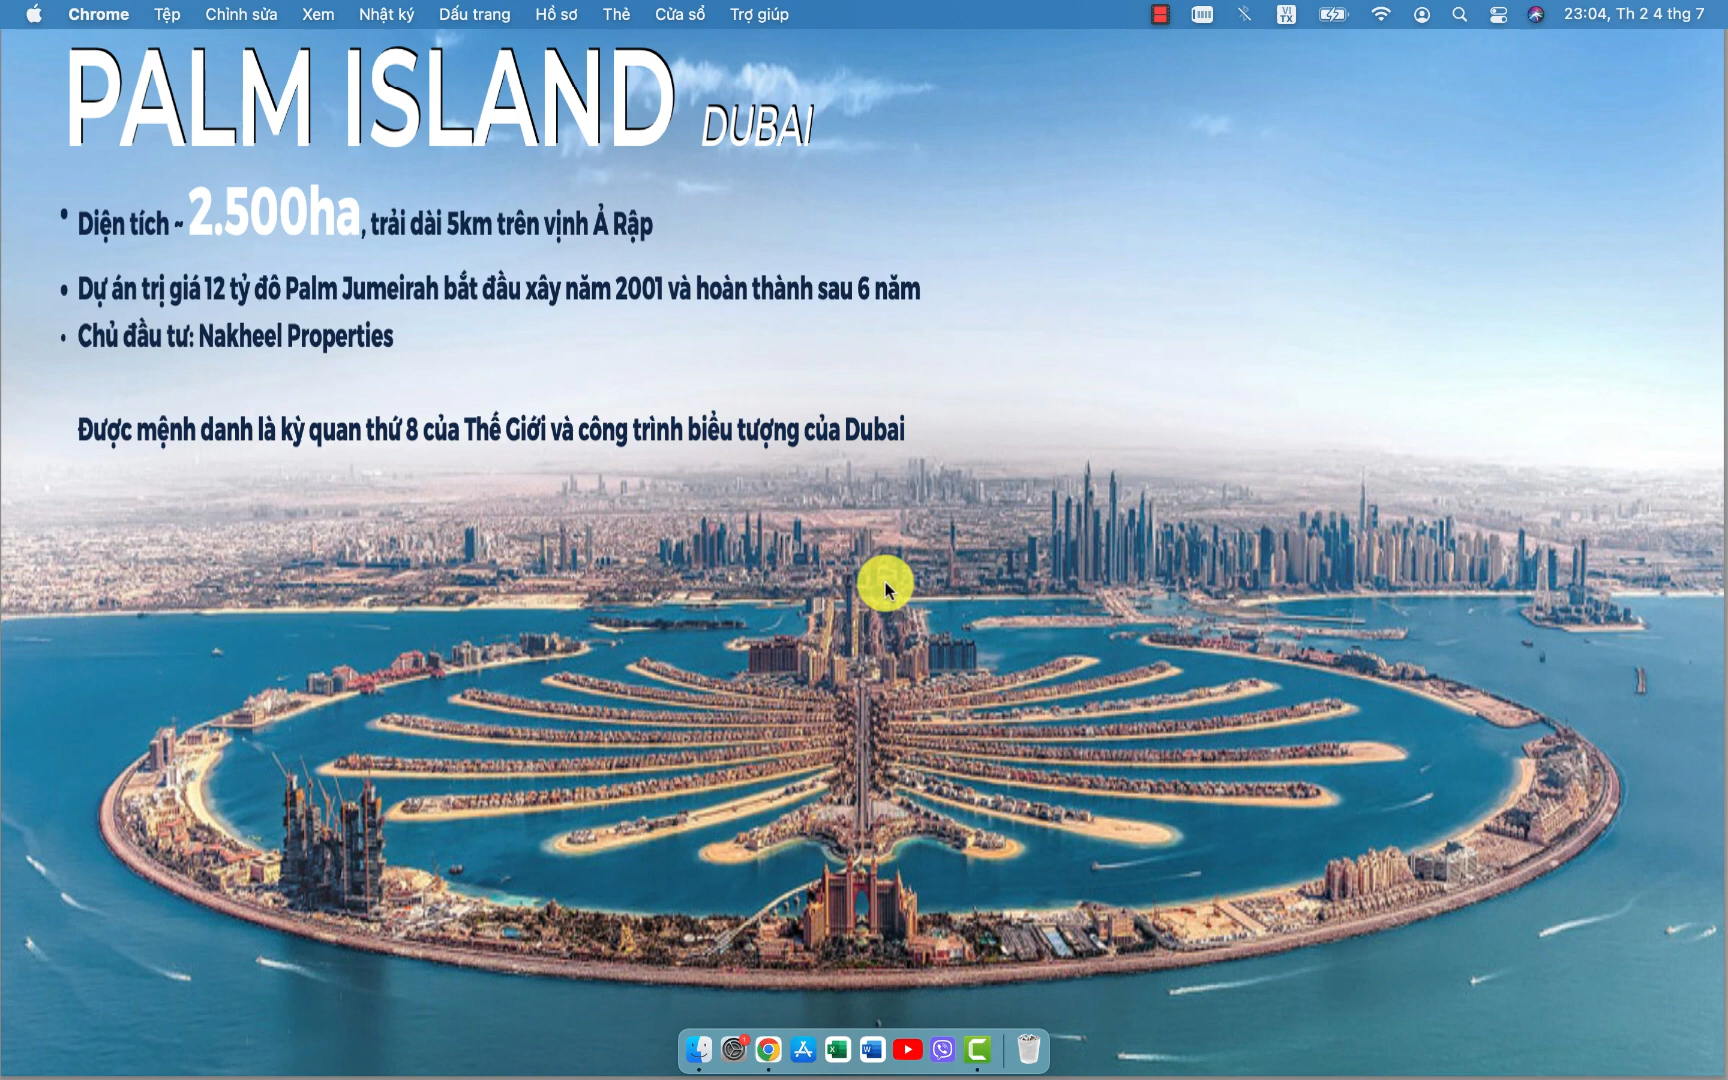 Chrome Tệp Chỉnh sửa Xem Nhật ký Dấu trang Hồ sơ Thẻ Cửa sổ Trợ giúp VI TX 23:04, Th 2 4 thg 7
PALM ISLAND DUBAI
• Diện tích ~ 2.500ha, trải dài 5km trên vịnh Ả Rập
• Dự án trị giá 12 tỷ đô Palm Jumeirah bắt đầu xây năm 2001 và hoàn thành sau 6 năm
• Chủ đầu tư: Nakheel Properties
Được mệnh danh là kỳ quan thứ 8 của Thế Giới và công trình biểu tượng của Dubai